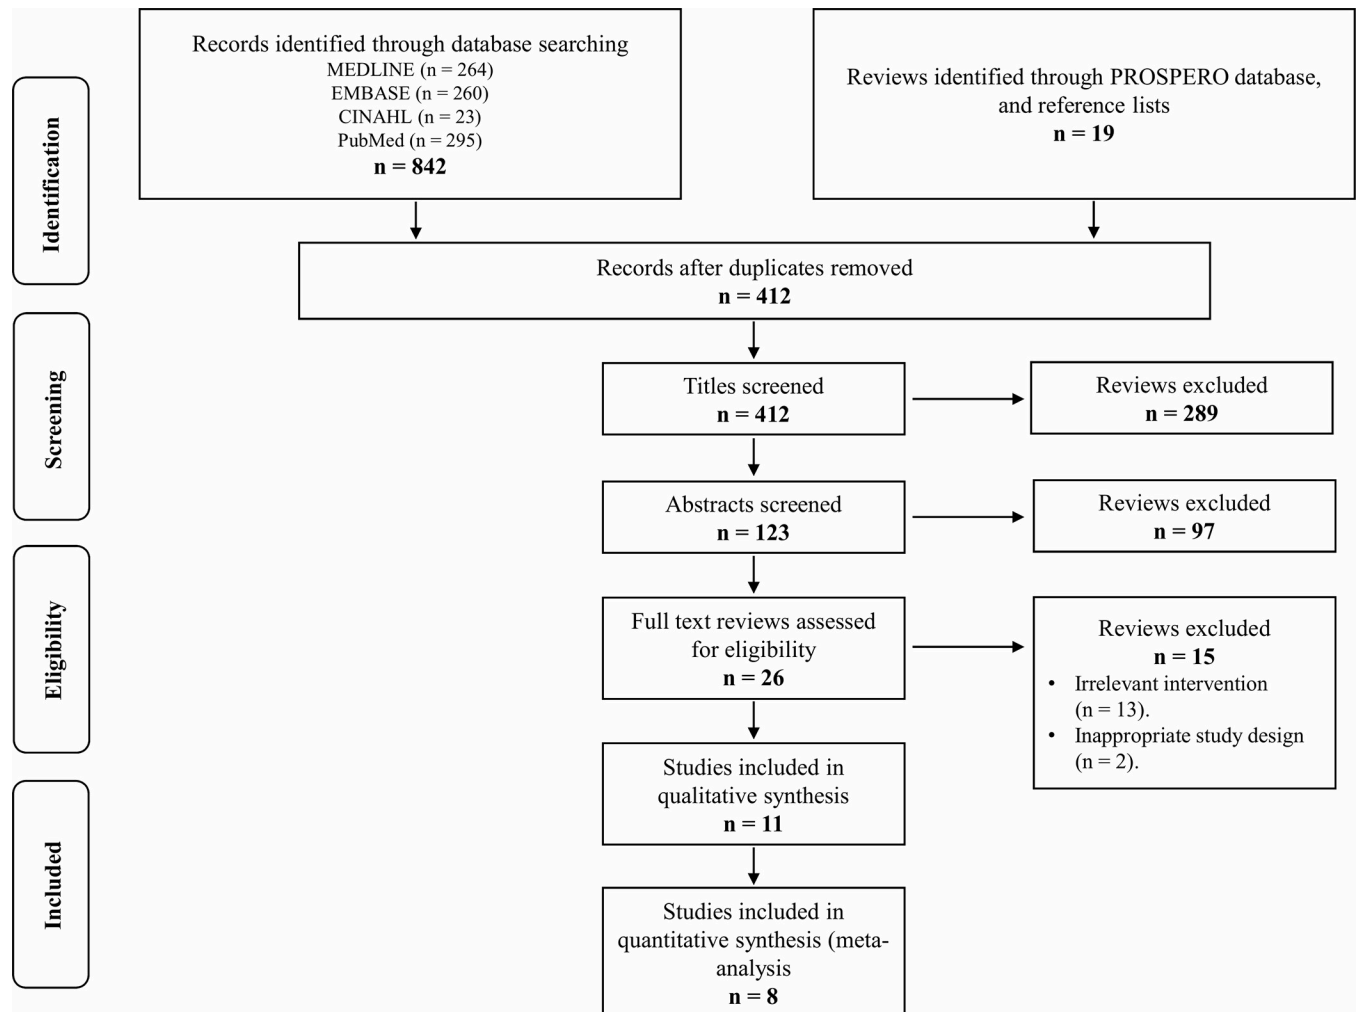 Identification
Records identified through database searching
MEDLINE (n = 264)
EMBASE (n = 260)
CINAHL (n = 23)
PubMed (n = 295)
n = 842
Reviews identified through PROSPERO database,
and reference lists
n = 19
Records after duplicates removed
n = 412
Screening
Titles screened
n = 412
Reviews excluded
n = 289
Abstracts screened
n = 123
Reviews excluded
n = 97
Eligibility
Full text reviews assessed
for eligibility
n = 26
Reviews excluded
n = 15
• Irrelevant intervention
(n = 13).
• Inappropriate study design
(n = 2).
Included
Studies included in
qualitative synthesis
n = 11
Studies included in
quantitative synthesis (meta-
analysis
n = 8